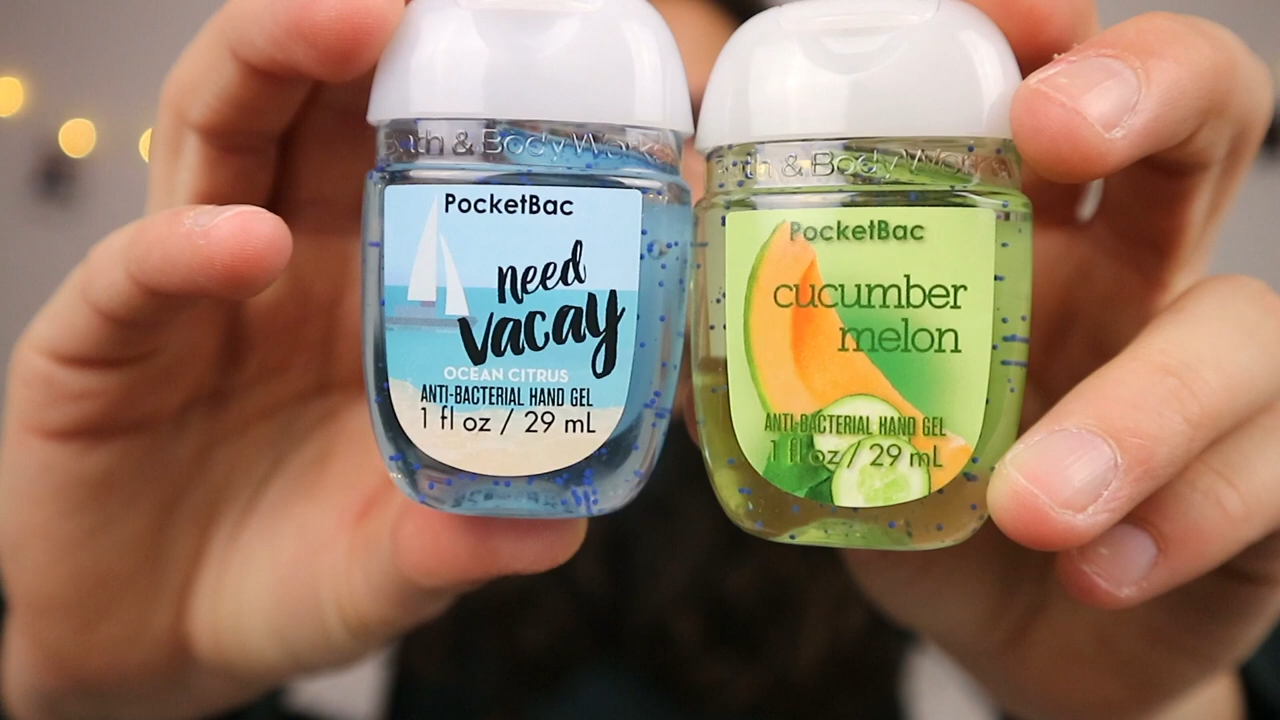 Bath & Body Works
PocketBac
need
vacay
OCEAN CITRUS
ANTI-BACTERIAL HAND GEL
1 fl oz / 29 mL
Bath & Body Works
PocketBac
cucumber
melon
ANTI-BACTERIAL HAND GEL
1 fl oz / 29 mL